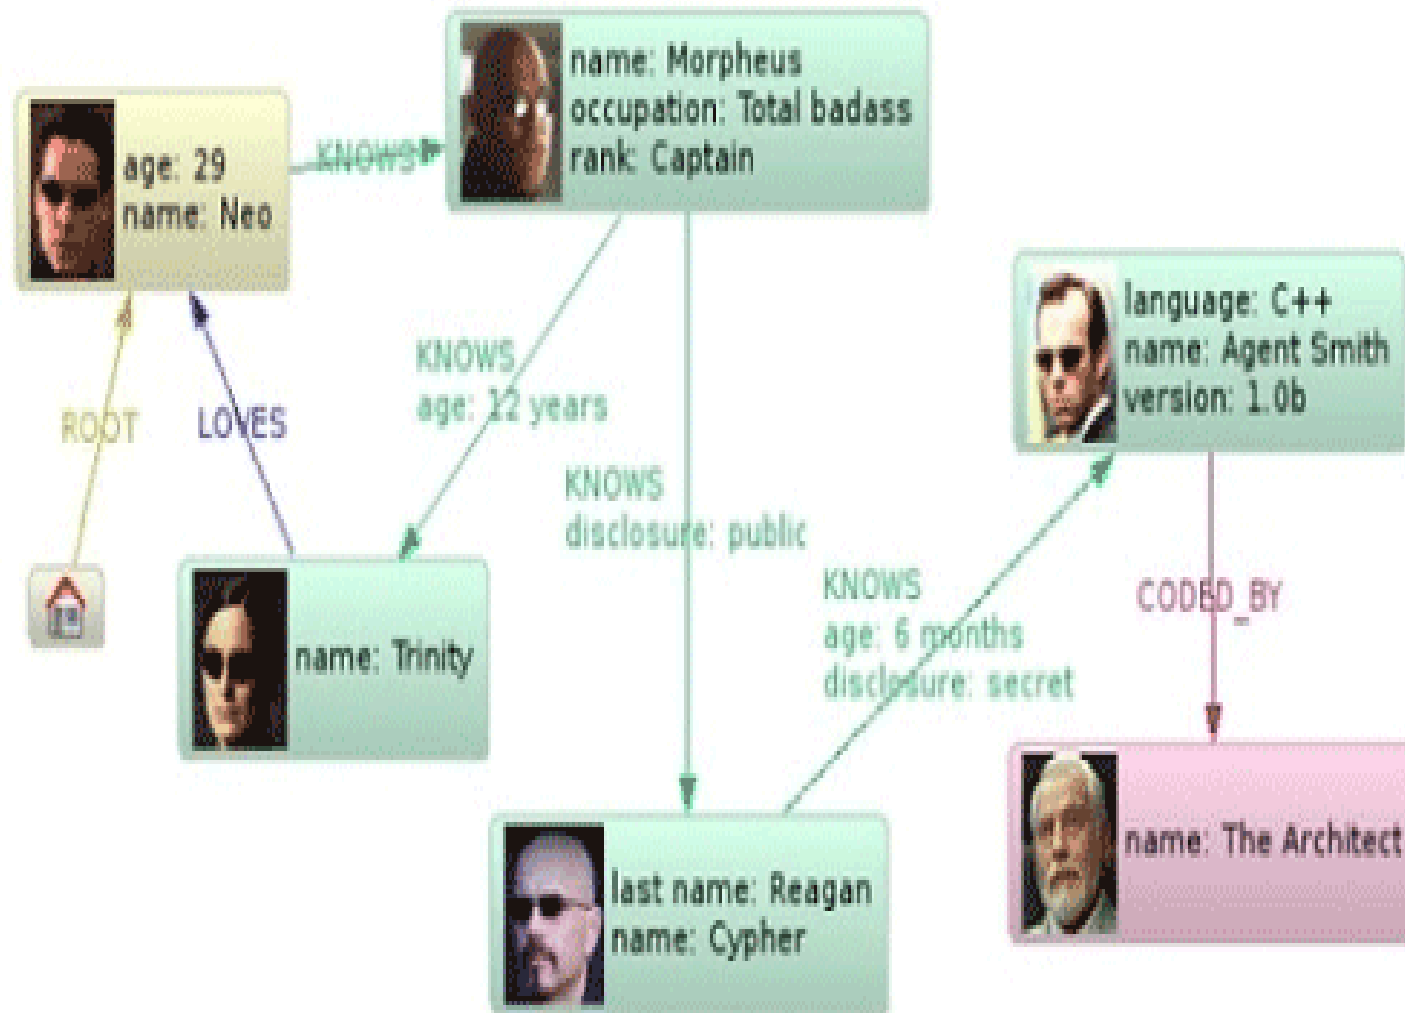 name: Morpheus
occupation: Total badass
rank: Captain
age: 29
name: Neo
KNOWS
language: C++
name: Agent Smith
version: 1.0b
KNOWS
age: 12 years
ROOT
LOVES
KNOWS
disclosure: public
KNOWS
age: 6 months
disclosure: secret
CODED_BY
name: Trinity
name: The Architect
last name: Reagan
name: Cypher